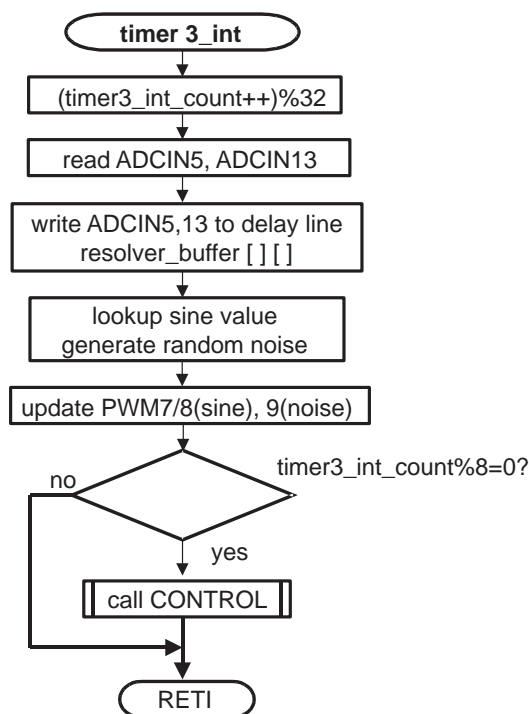 timer 3_int
(timer3_int_count++)%32
read ADCIN5, ADCIN13
write ADCIN5,13 to delay line
resolver_buffer [ ] [ ]
lookup sine value
generate random noise
update PWM7/8(sine), 9(noise)
timer3_int_count%8=0?
no
yes
call CONTROL
RETI